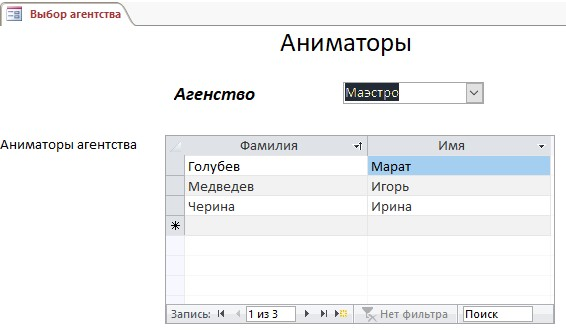 Выбор агентства
Аниматоры
Агенство Маэстро
Аниматоры агентства
Фамилия Имя
Голубев Марат
Медведев Игорь
Черина Ирина
Запись: 1 из 3 Нет фильтра Поиск